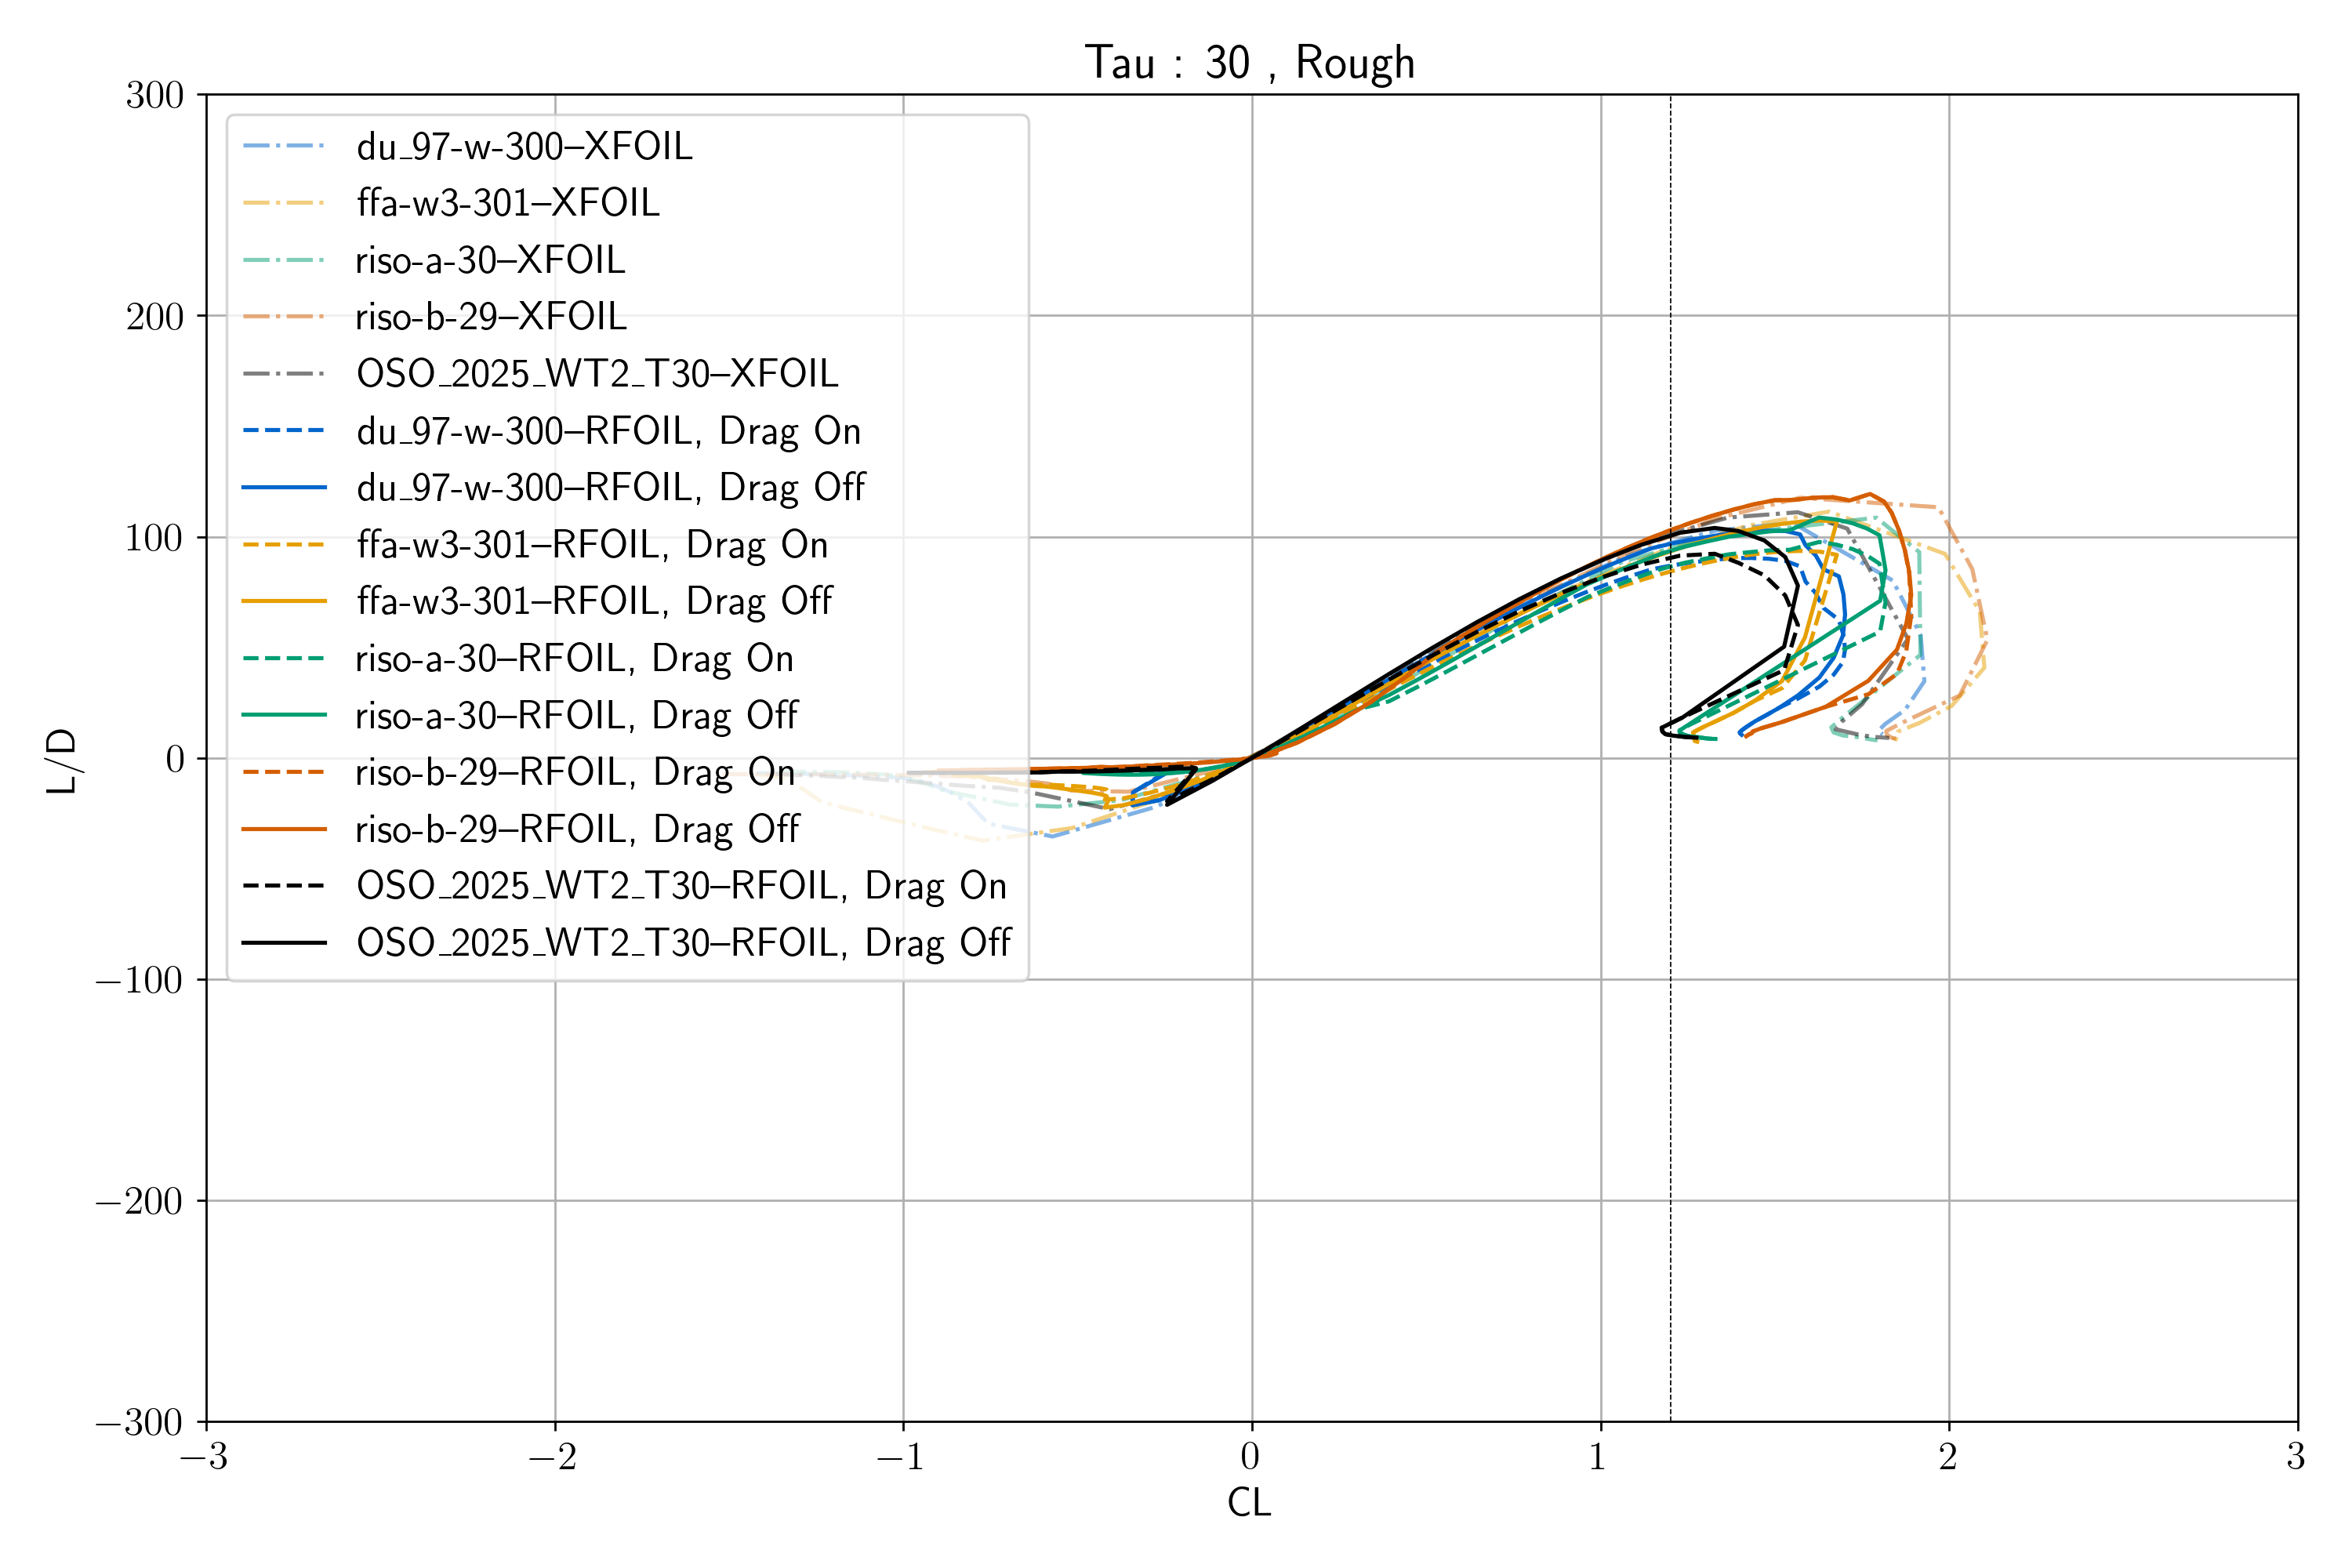 Tau : 30 , Rough
300
200
100
0
−100
−200
−300
L/D
du_97-w-300–XFOIL
ffa-w3-301–XFOIL
riso-a-30–XFOIL
riso-b-29–XFOIL
OSO_2025_WT2_T30–XFOIL
du_97-w-300–RFOIL, Drag On
du_97-w-300–RFOIL, Drag Off
ffa-w3-301–RFOIL, Drag On
ffa-w3-301–RFOIL, Drag Off
riso-a-30–RFOIL, Drag On
riso-a-30–RFOIL, Drag Off
riso-b-29–RFOIL, Drag On
riso-b-29–RFOIL, Drag Off
OSO_2025_WT2_T30–RFOIL, Drag On
OSO_2025_WT2_T30–RFOIL, Drag Off
−3 −2 −1 0 1 2 3
CL